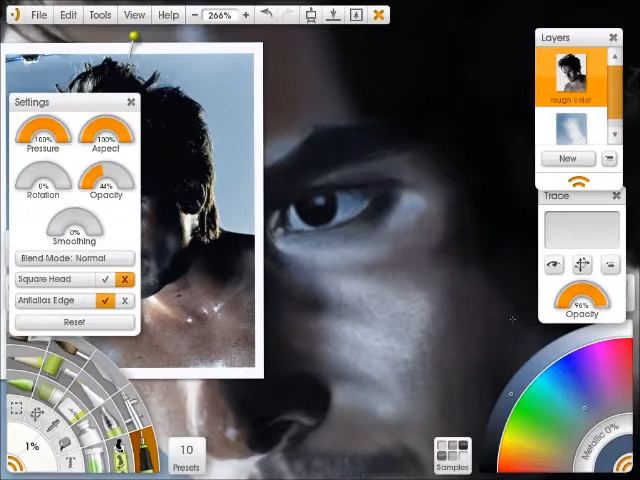 File Edit Tools View Help − 266% +
Settings
100% 100%
Pressure Aspect
0% 44%
Rotation Opacity
0%
Smoothing
Blend Mode: Normal
Square Head ✓ X
Antialias Edge ✓ X
Reset
Layers
rough color
New
Trace
96%
Opacity
1%
T
10
Presets
Samples
Metallic 0%